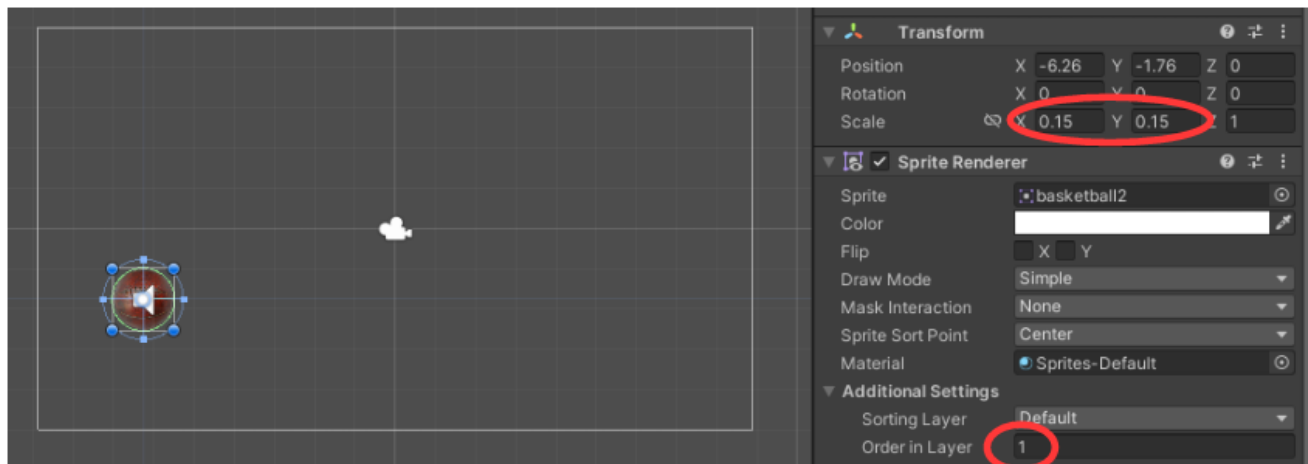 Transform
Position X -6.26 Y -1.76 Z 0
Rotation X 0 Y 0 Z 0
Scale X 0.15 Y 0.15 Z 1
Sprite Renderer
Sprite basketball2
Color
Flip X Y
Draw Mode Simple
Mask Interaction None
Sprite Sort Point Center
Material Sprites-Default
Additional Settings
Sorting Layer Default
Order in Layer 1